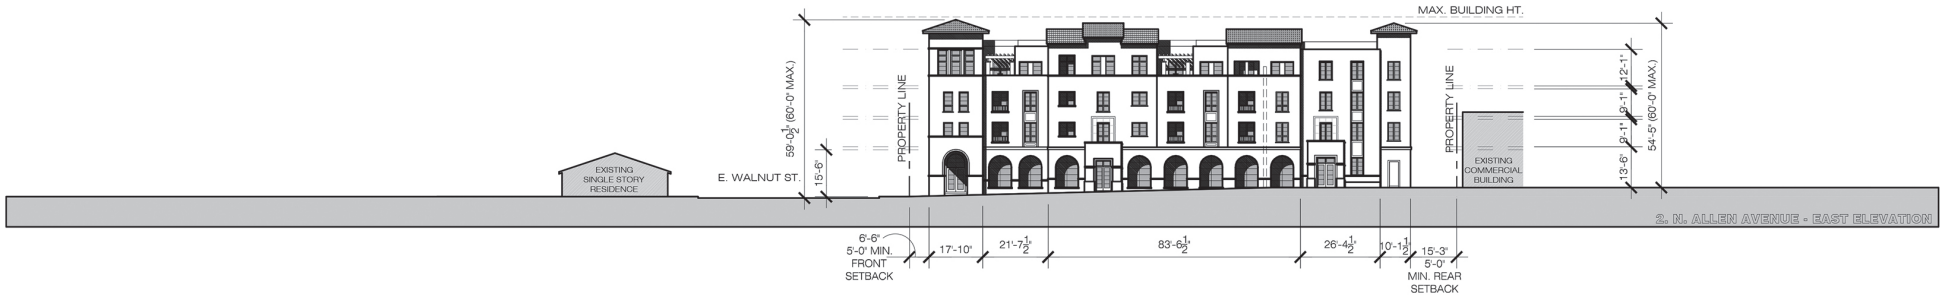 MAX. BUILDING HT.
59'-0½" (60'-0" MAX.)
15'-6"
PROPERTY LINE
E. WALNUT ST.
EXISTING
SINGLE STORY
RESIDENCE
PROPERTY LINE
EXISTING
COMMERCIAL
BUILDING
12'-1"
9'-1"
9'-1"
13'-6"
54'-5" (60'-0" MAX.)
2. N. ALLEN AVENUE - EAST ELEVATION
6'-6"
5'-0" MIN.
FRONT
SETBACK
17'-10"
21'-7½"
83'-6½"
26'-4½"
10'-1½"
15'-3"
5'-0"
MIN. REAR
SETBACK